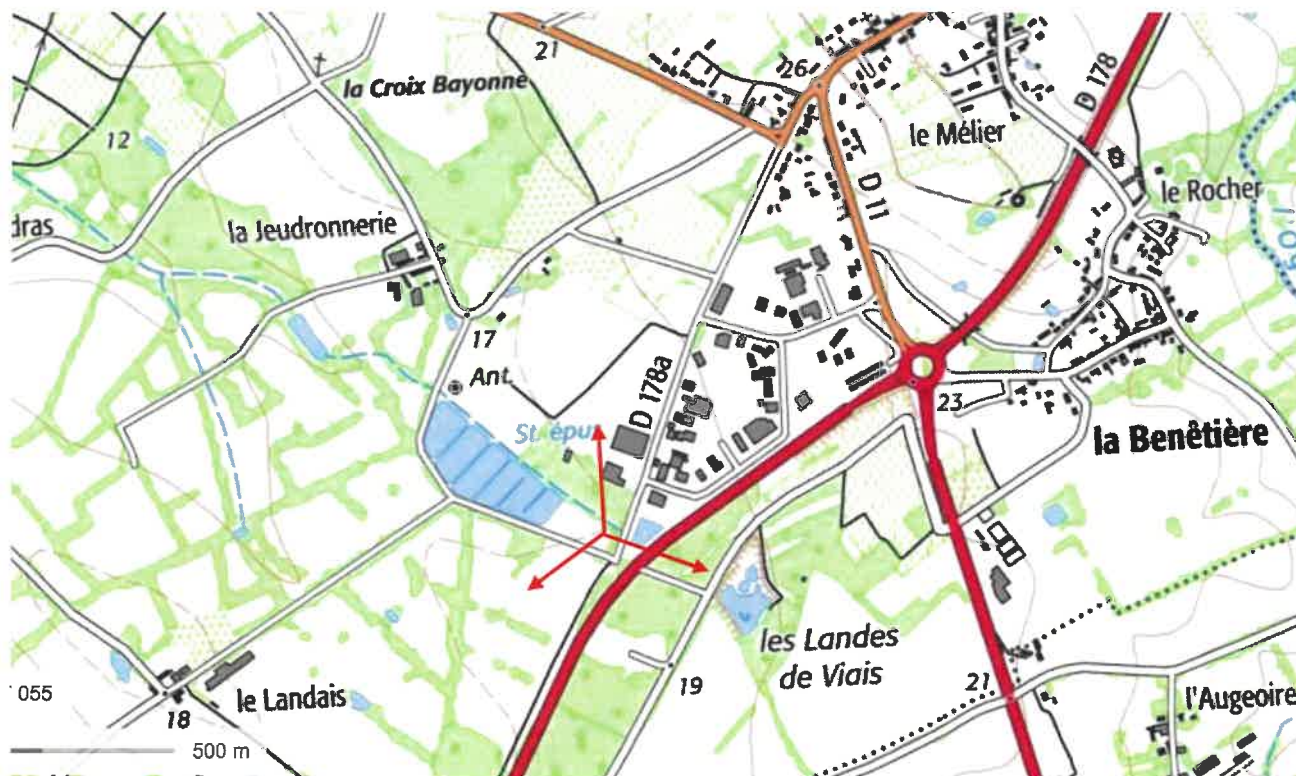 21
26
la Croix Bayonne
D 178
12
le Mélier
le Rocher
D 11
dras
la Jeudronnerie
17
Ant.
D 178a
St. épur
23
la Benêtière
les Landes
de Viais
055
le Landais
19
21
l'Augeoire
18
500 m